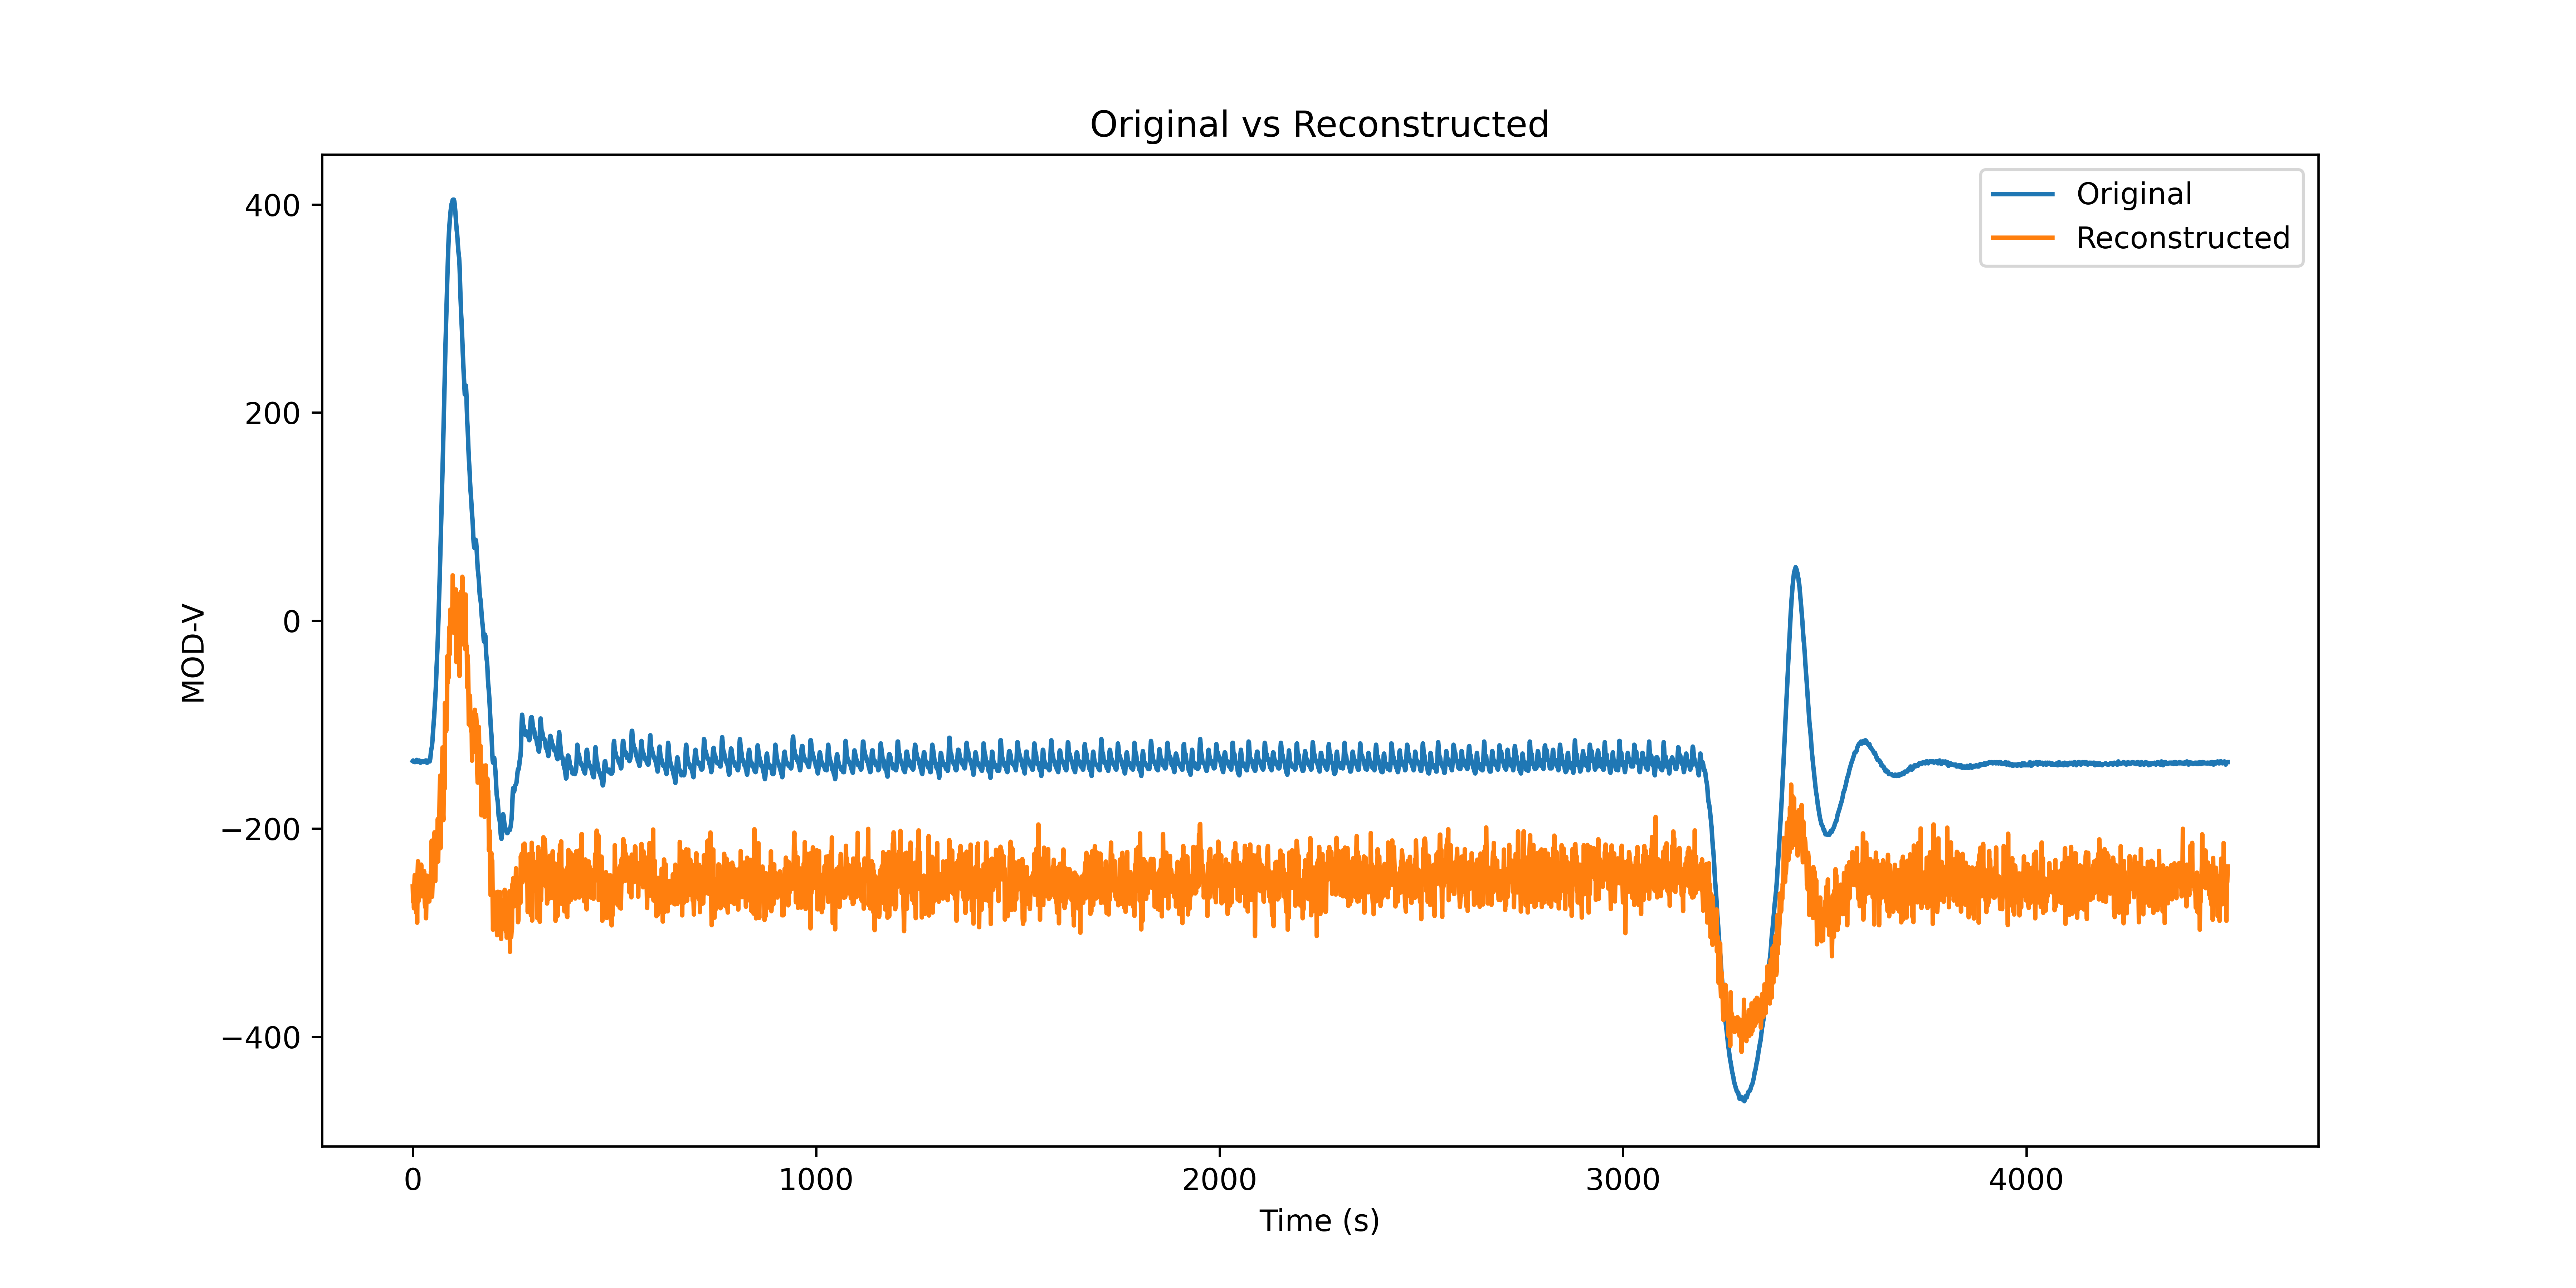 Original vs Reconstructed
Original
Reconstructed
400
200
0
−200
−400
MOD-V
0
1000
2000
3000
4000
Time (s)